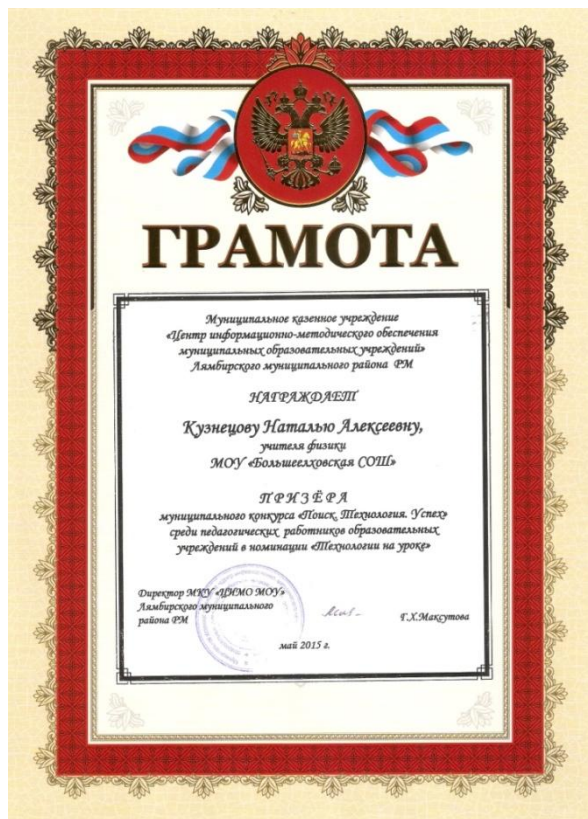 ГРАМОТА
Муниципальное казенное учреждение
«Центр информационно-методического обеспечения
муниципальных образовательных учреждений»
Лямбирского муниципального района РМ
НАГРАЖДАЕТ
Кузнецову Наталью Алексеевну,
учителя физики
МОУ «Большеелховская СОШ»
ПРИЗЁРА
муниципального конкурса «Поиск. Технология. Успех»
среди педагогических работников образовательных
учреждений в номинации «Технологии на уроке»
Директор МКУ «ЦИМО МОУ»
Лямбирского муниципального
района РМ
Г.Х.Максутова
май 2015 г.